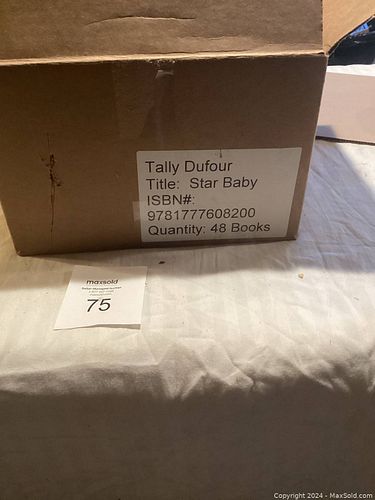 Tally Dufour
Title: Star Baby
ISBN#:
9781777608200
Quantity: 48 Books
maxsold
75
Copyright 2024 - MaxSold.com